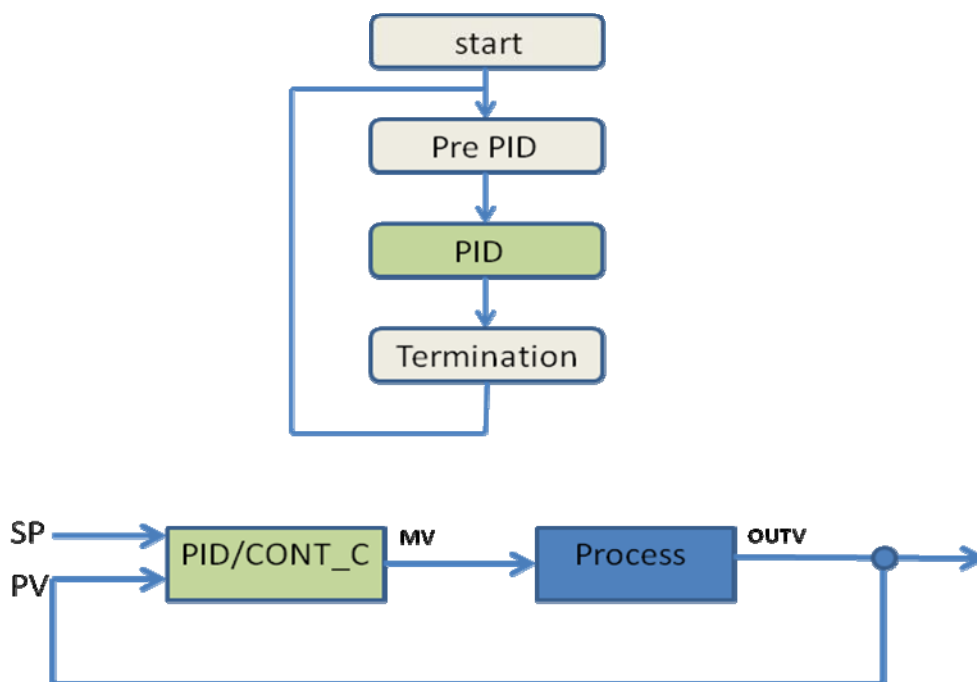 start
Pre PID
PID
Termination
SP
PID/CONT_C
MV
Process
OUTV
PV